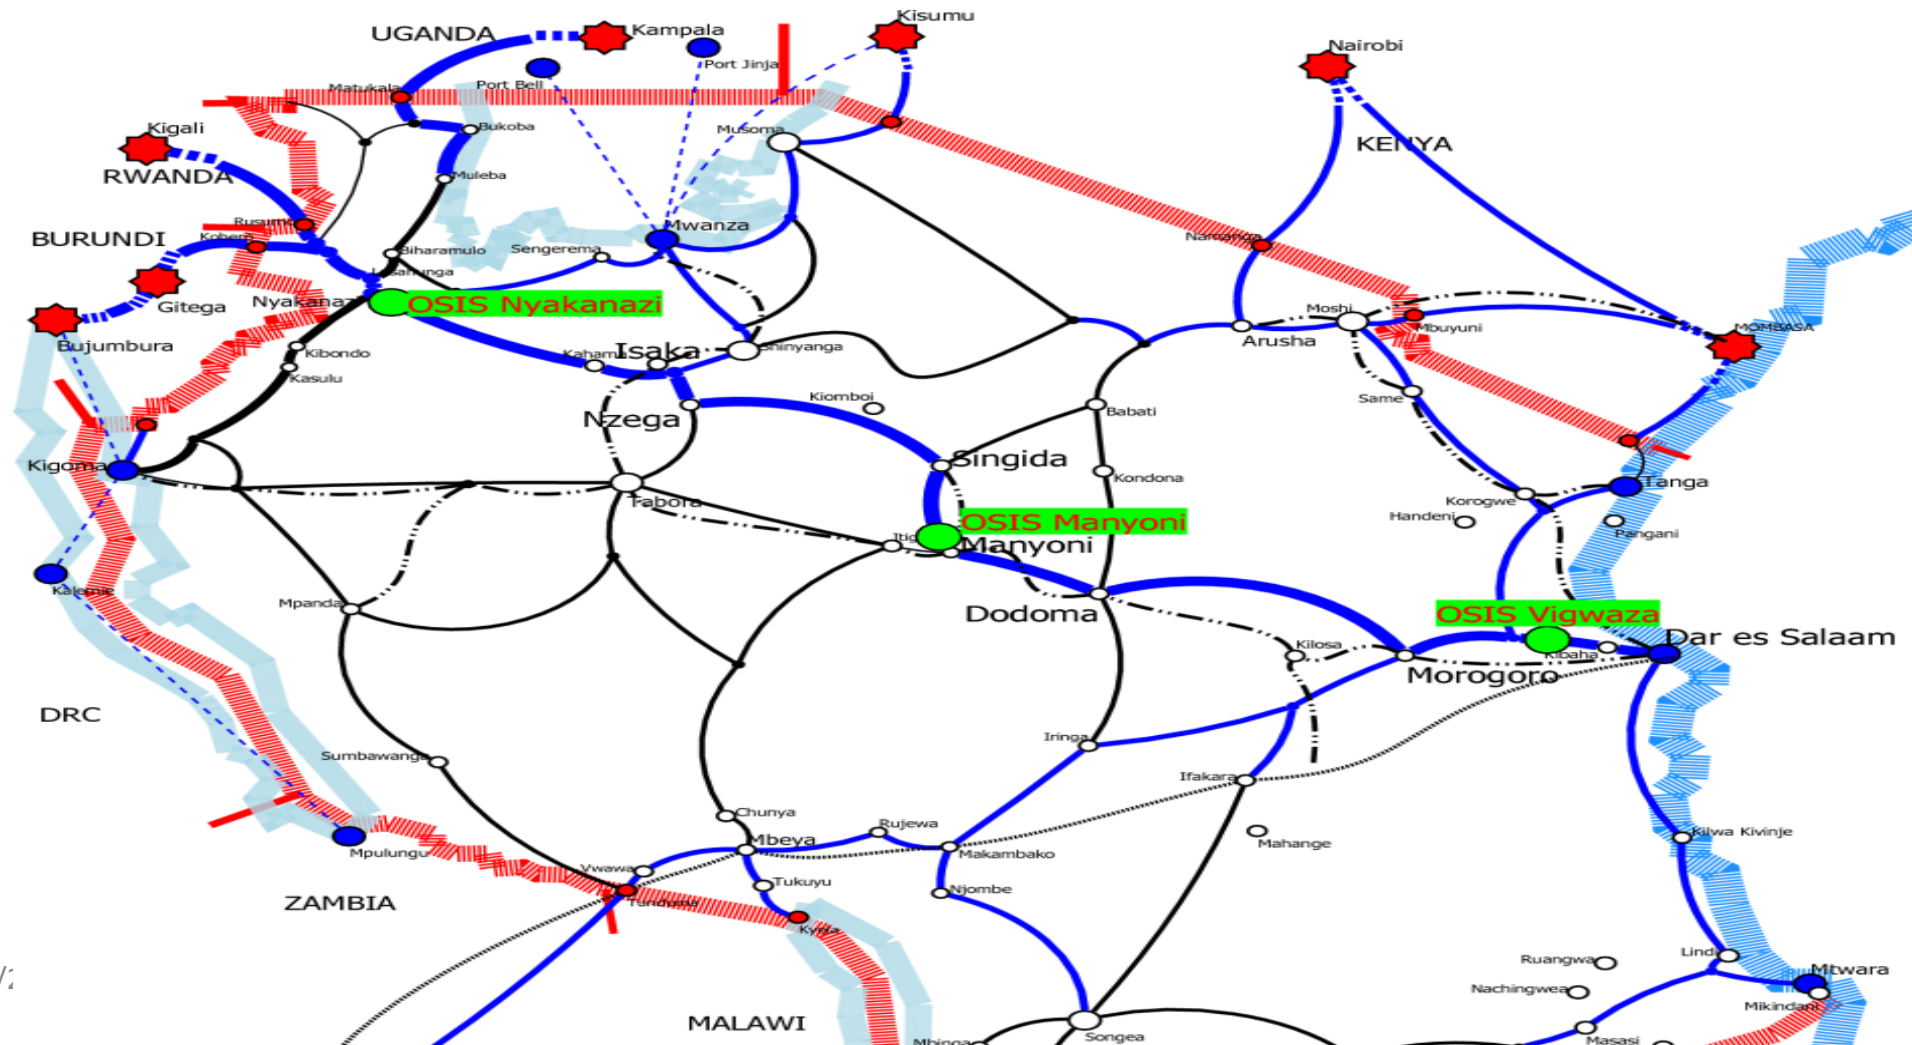 Kisumu
UGANDA
Kampala
Nairobi
Port Jinja
Port Bell
Matukala
Kigali
Bukoba
Musoma
KENYA
RWANDA
Muleba
Rusumo
Mwanza
BURUNDI
Kobero
Namanga
Biharamulo
Sengerema
Nyakanazi
OSIS Nyakanazi
Gitega
Moshi
Mbuyuni
MOMBASA
Bujumbura
Kibondo
Kahama
Isaka
Shinyanga
Arusha
Kasulu
Kiomboi
Same
Nzega
Babati
Kigoma
Singida
Kondona
Tanga
Tabora
Korogwe
Handeni
OSIS Manyoni
Pangani
Itig
Manyoni
Kalemie
Mpanda
Dodoma
OSIS Vigwaza
Kilosa
Kibaha
Dar es Salaam
Morogoro
DRC
Iringa
Sumbawanga
Ifakara
Chunya
Rujewa
Kilwa Kivinje
Mbeya
Mahange
Mpulungu
Makambako
Vwawa
Tukuyu
Njombe
ZAMBIA
Tunduma
Kyela
Lindi
Ruangwa
Mtwara
/2
Nachingwea
Mikindani
MALAWI
Songea
Masasi
Mbinga